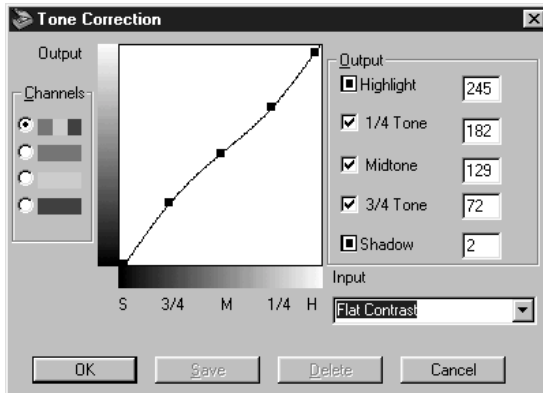 Tone Correction
Output
Channels
Output
Highlight 245
1/4 Tone 182
Midtone 129
3/4 Tone 72
Shadow 2
S 3/4 M 1/4 H
Input
Flat Contrast
OK Save Delete Cancel